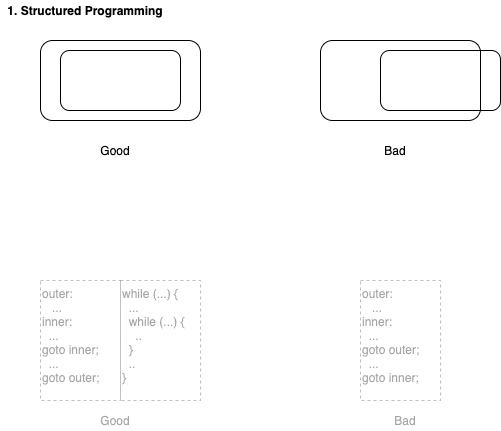 1. Structured Programming
Good
Bad
outer:
...
inner:
...
goto inner;
...
goto outer;
while (...) {
...
while (...) {
..
}
..
}
outer:
...
inner:
...
goto outer;
...
goto inner;
Good
Bad